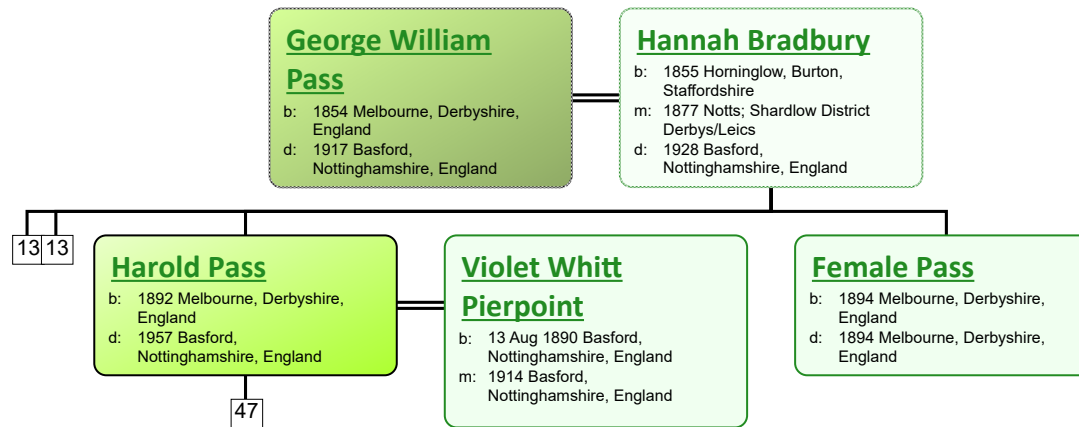 George William
Pass
b: 1854 Melbourne, Derbyshire,
England
d: 1917 Basford,
Nottinghamshire, England
Hannah Bradbury
b: 1855 Horninglow, Burton,
Staffordshire
m: 1877 Notts; Shardlow District
Derbys/Leics
d: 1928 Basford,
Nottinghamshire, England
13
13
Harold Pass
b: 1892 Melbourne, Derbyshire,
England
d: 1957 Basford,
Nottinghamshire, England
Violet Whitt
Pierpoint
b: 13 Aug 1890 Basford,
Nottinghamshire, England
m: 1914 Basford,
Nottinghamshire, England
Female Pass
b: 1894 Melbourne, Derbyshire,
England
d: 1894 Melbourne, Derbyshire,
England
47